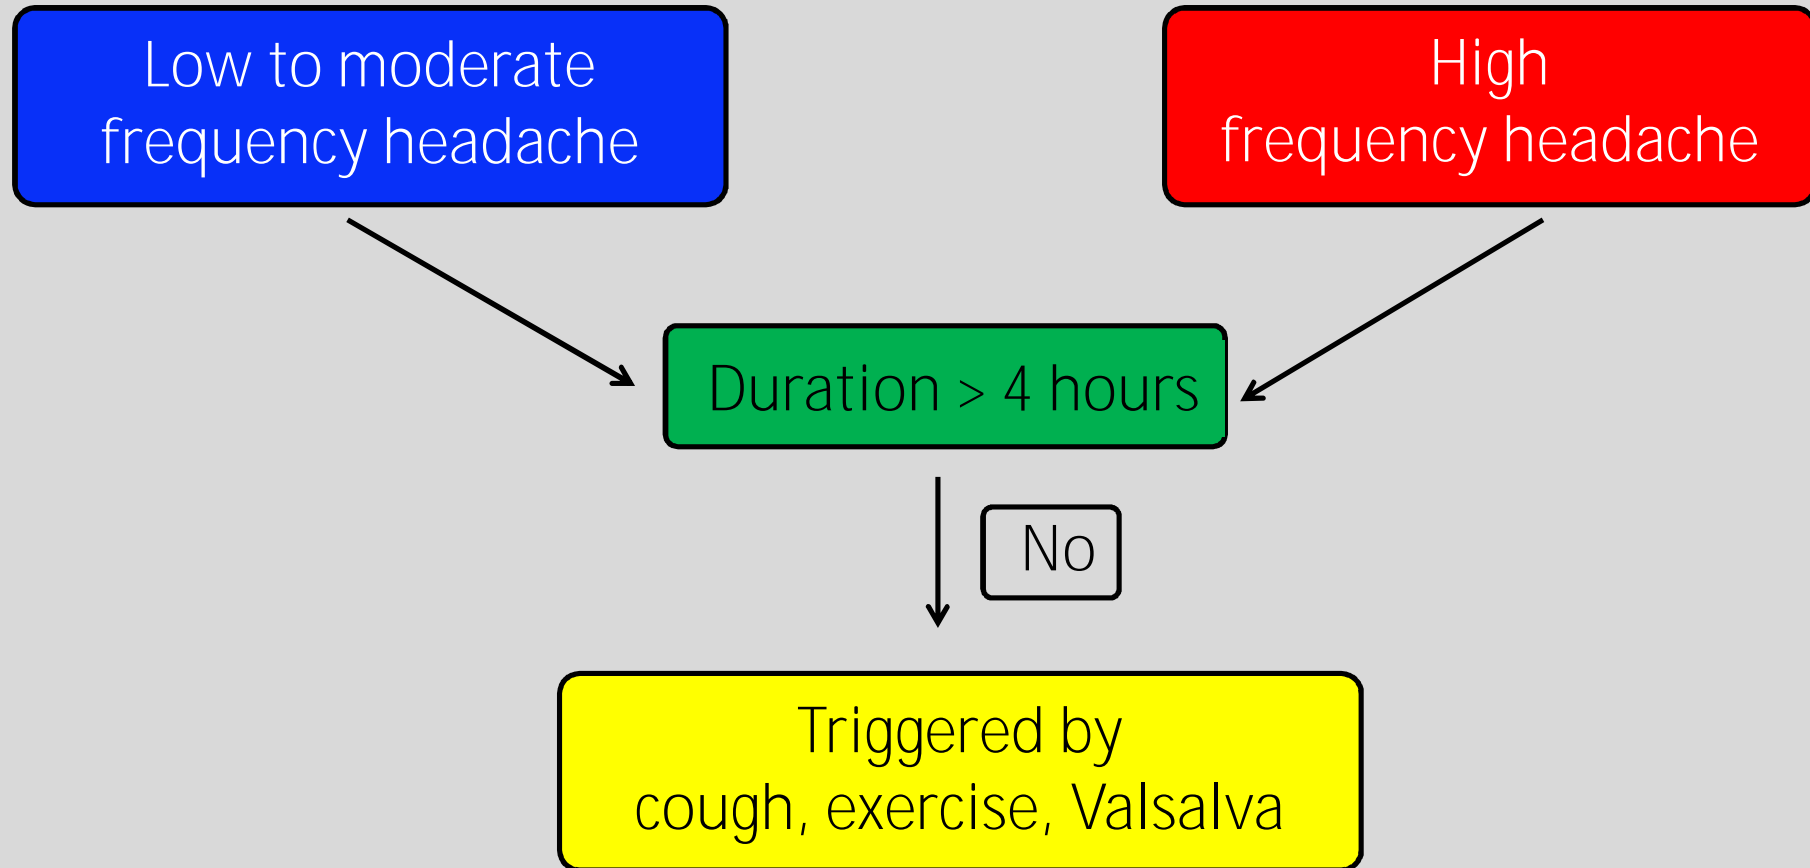 Low to moderate
frequency headache
High
frequency headache
Duration > 4 hours
No
Triggered by
cough, exercise, Valsalva